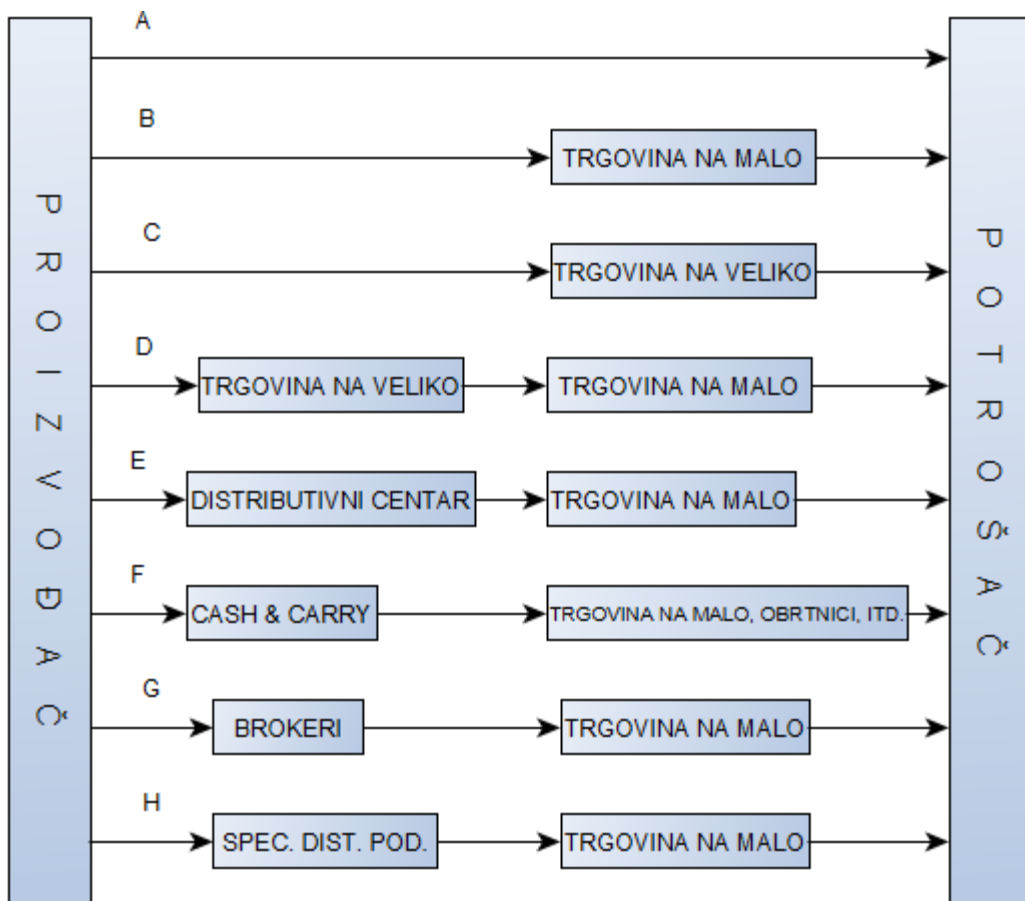 PROIZVOĐAČ
A
B
TRGOVINA NA MALO
C
TRGOVINA NA VELIKO
D
TRGOVINA NA VELIKO
TRGOVINA NA MALO
E
DISTRIBUTIVNI CENTAR
TRGOVINA NA MALO
F
CASH & CARRY
TRGOVINA NA MALO, OBRTNICI, ITD.
G
BROKERI
TRGOVINA NA MALO
H
SPEC. DIST. POD.
TRGOVINA NA MALO
POTROŠAČ